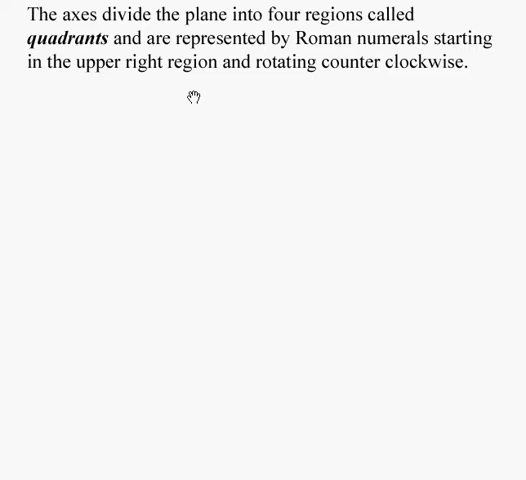 The axes divide the plane into four regions called
quadrants and are represented by Roman numerals starting
in the upper right region and rotating counter clockwise.